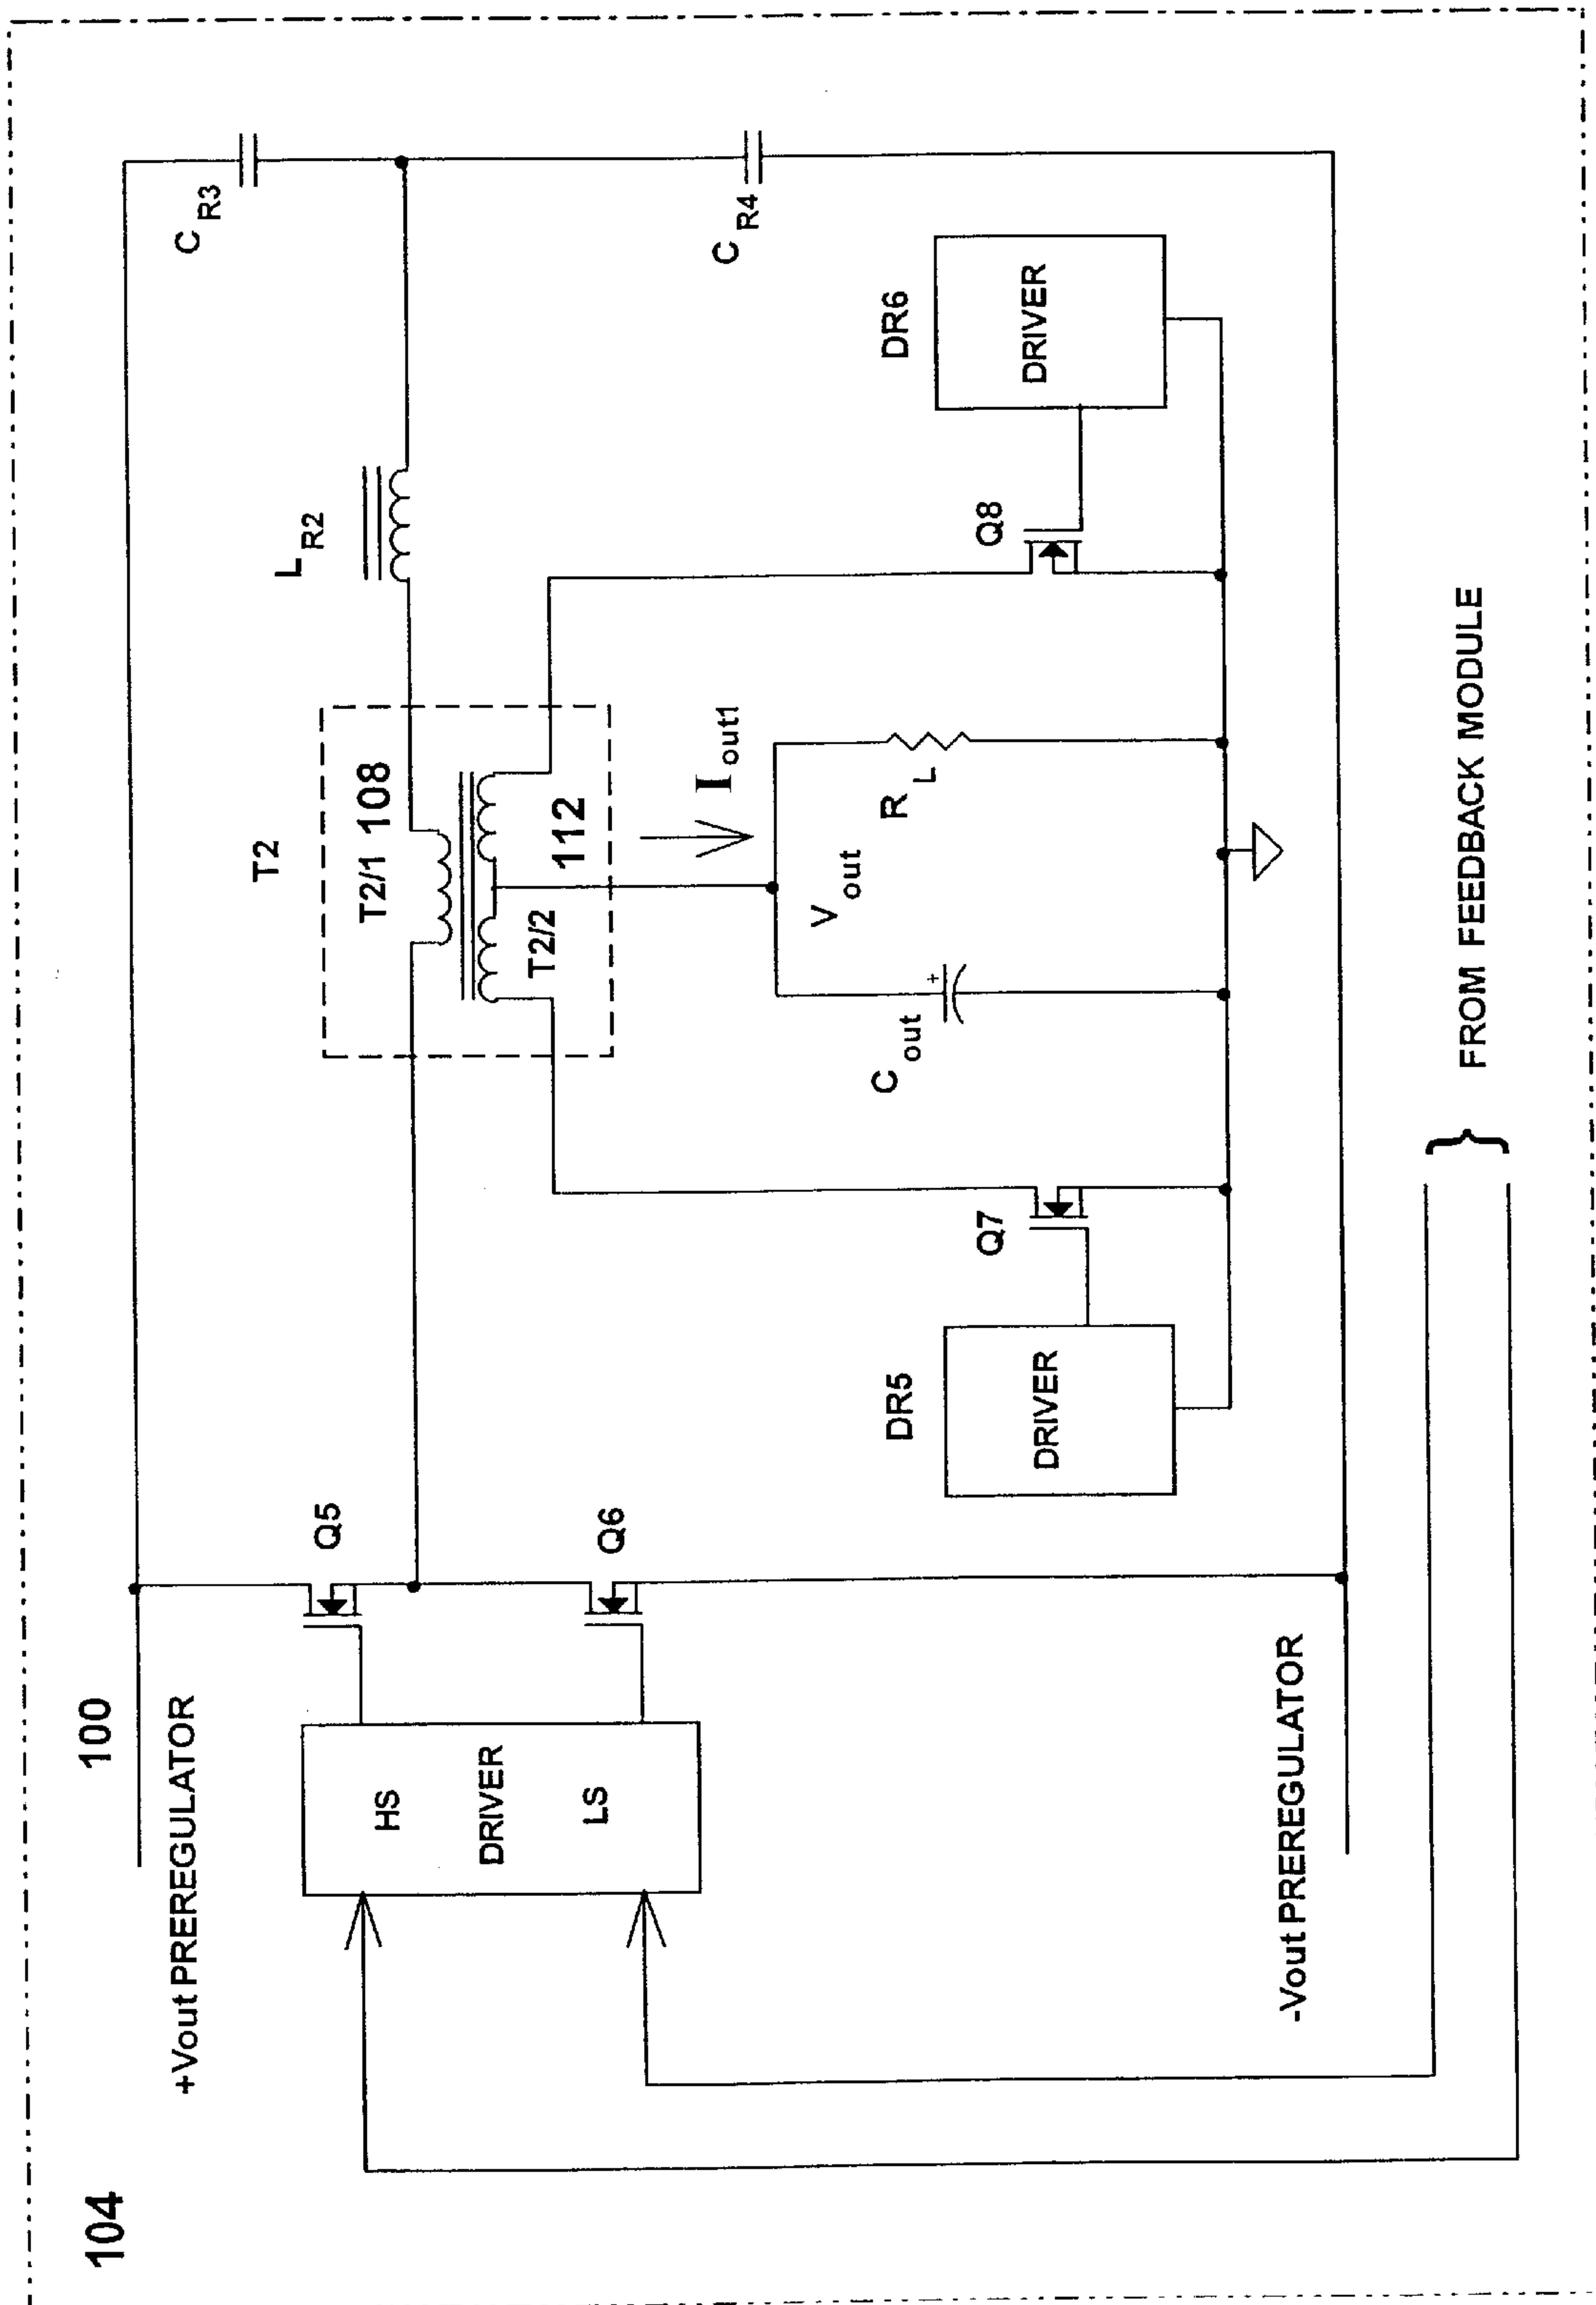 104
100
+Vout PREREGULATOR
HS
DRIVER
LS
Q5
Q6
-Vout PREREGULATOR
T2
T2/1 108
T2/2
112
L R2
C R3
C R4
I out1
V out
R L
C out
DR5
DRIVER
Q7
Q8
DR6
DRIVER
+
} FROM FEEDBACK MODULE